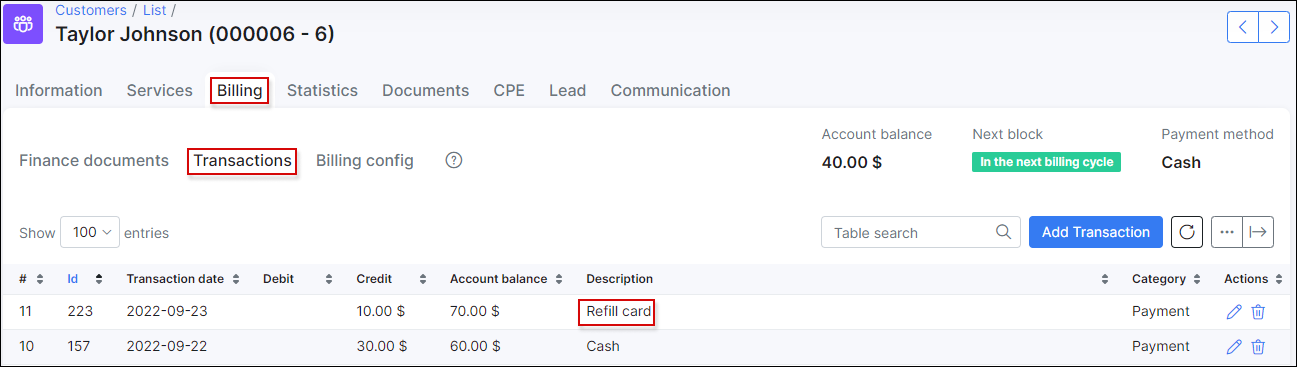 Customers / List /
Taylor Johnson (000006 - 6)
Information Services Billing Statistics Documents CPE Lead Communication
Account balance Next block Payment method
Finance documents Transactions Billing config ?
40.00 $ In the next billing cycle Cash
Show 100 entries Table search Add Transaction
# Id Transaction date Debit Credit Account balance Description Category Actions
11 223 2022-09-23 10.00 $ 70.00 $ Refill card Payment
10 157 2022-09-22 30.00 $ 60.00 $ Cash Payment